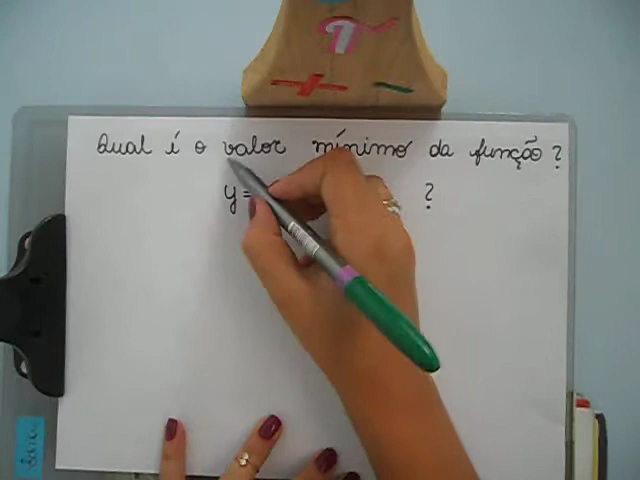 Qual é o valor mínimo da função?
y= ?